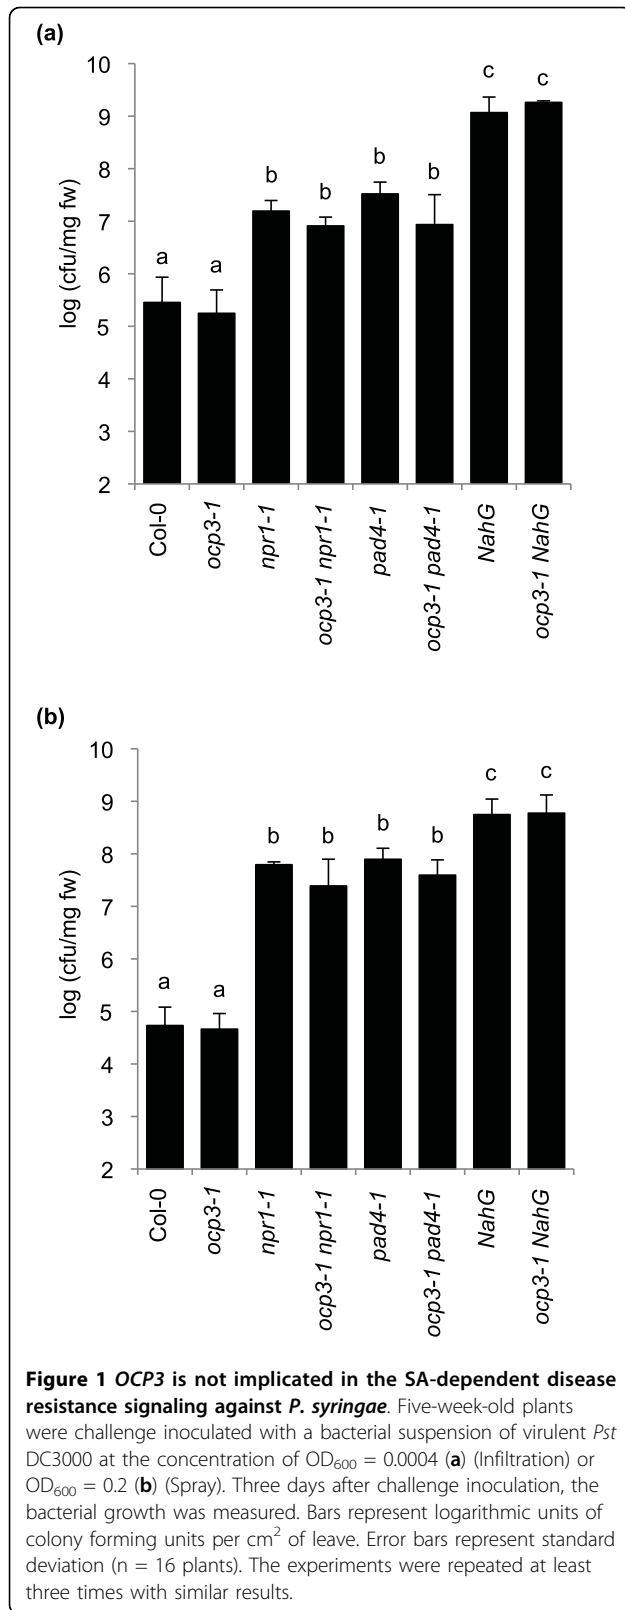 (a)
10
9
8
7
6
5
4
3
2
log (cfu/mg fw)
a
a
b
b
b
b
c
c
Col-0
ocp3-1
npr1-1
ocp3-1 npr1-1
pad4-1
ocp3-1 pad4-1
NahG
ocp3-1 NahG
(b)
10
9
8
7
6
5
4
3
2
log (cfu/mg fw)
a
a
b
b
b
b
c
c
Col-0
ocp3-1
npr1-1
ocp3-1 npr1-1
pad4-1
ocp3-1 pad4-1
NahG
ocp3-1 NahG
Figure 1 OCP3 is not implicated in the SA-dependent disease
resistance signaling against P. syringae. Five-week-old plants
were challenge inoculated with a bacterial suspension of virulent Pst
DC3000 at the concentration of OD600 = 0.0004 (a) (Infiltration) or
OD600 = 0.2 (b) (Spray). Three days after challenge inoculation, the
bacterial growth was measured. Bars represent logarithmic units of
colony forming units per cm2 of leave. Error bars represent standard
deviation (n = 16 plants). The experiments were repeated at least
three times with similar results.